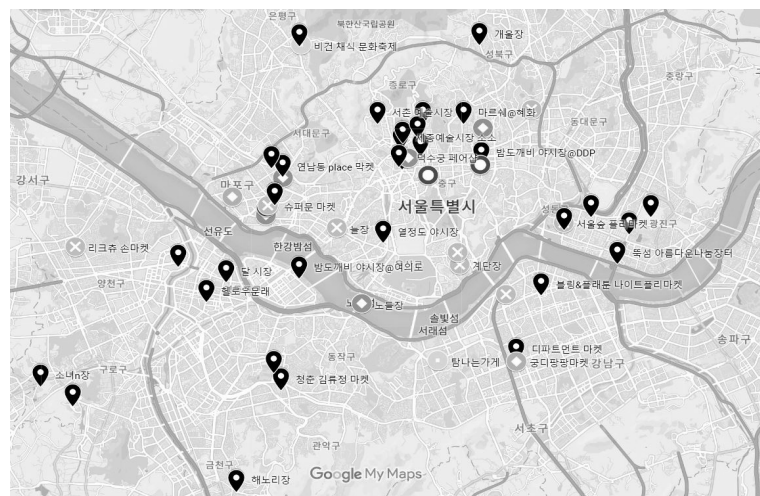 은평구
북한산국립공원
개울장
비건 채식 문화축제
성북구
중랑구
종로구
서촌 예술시장
마르쉐@혜화
동대문구
서대문구
세종예술시장 소소
밤도깨비 야시장@DDP
덕수궁 페어샵
연남동 place 막켓
강서구
마포구
중구
슈퍼운 마켓
서울특별시
성동
서울숲 플리마켓
광진구
선유도
늘장
열정도 야시장
리크쥬 손마켓
한강밤섬
뚝섬 아름다운나눔장터
달 시장
밤도깨비 야시장@여의도
계단장
양천구
헬로우문래
블링&플래툰 나이트플리마켓
노들장
솔빛섬
서래섬
송파구
디파트먼트 마켓
동작구
탐나는가게
궁디팡팡마켓
강남구
구로구
소녀n장
청춘 김류정 마켓
서초구
관악구
금천구
Google My Maps
해노리장